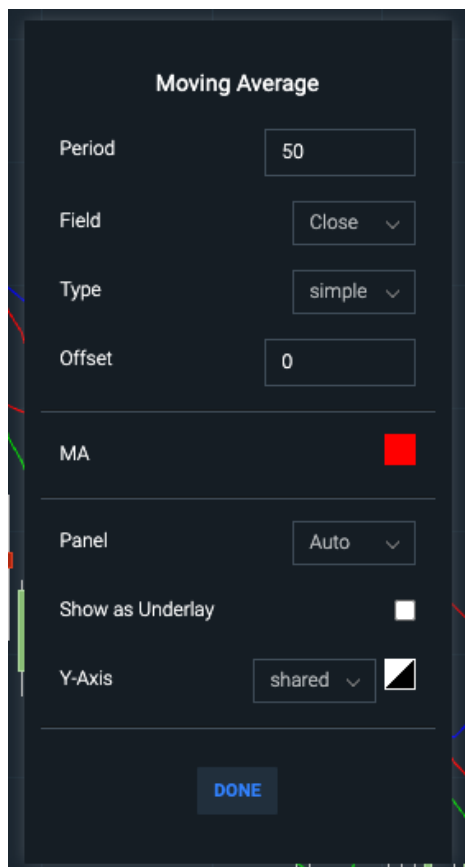 Moving Average
Period 50
Field Close
Type simple
Offset 0
MA
Panel Auto
Show as Underlay
Y-Axis shared
DONE